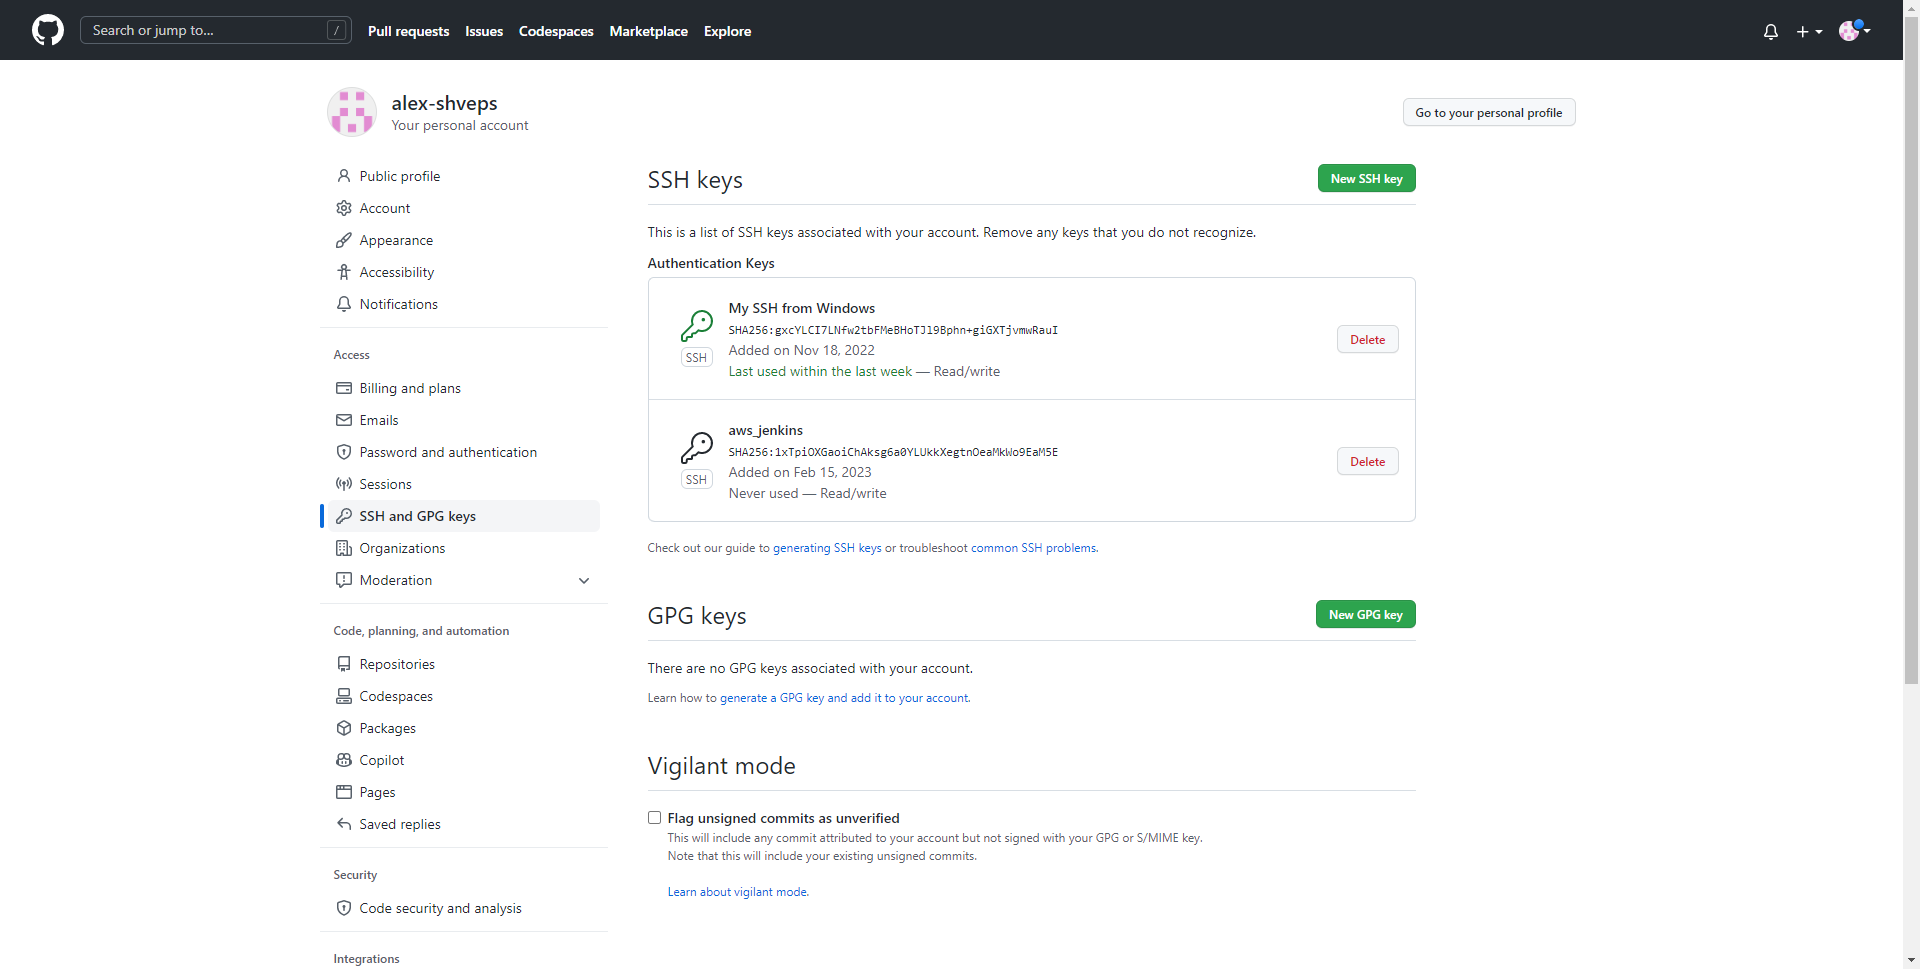 Search or jump to...
/
Pull requests
Issues
Codespaces
Marketplace
Explore
alex-shveps
Your personal account
Go to your personal profile
Public profile
Account
Appearance
Accessibility
Notifications
Access
Billing and plans
Emails
Password and authentication
Sessions
SSH and GPG keys
Organizations
Moderation
Code, planning, and automation
Repositories
Codespaces
Packages
Copilot
Pages
Saved replies
Security
Code security and analysis
Integrations
SSH keys
New SSH key
This is a list of SSH keys associated with your account. Remove any keys that you do not recognize.
Authentication Keys
My SSH from Windows
SHA256:gxcYLCI7LNfw2tbFMeBHoTJl9Bphn+giGXTjvmwRauI
SSH
Added on Nov 18, 2022
Last used within the last week — Read/write
Delete
aws_jenkins
SHA256:1xTpiOXGaoiChAksg6a0YLUkkXegtnOeaMkWo9EaM5E
SSH
Added on Feb 15, 2023
Never used — Read/write
Delete
Check out our guide to generating SSH keys or troubleshoot common SSH problems.
GPG keys
New GPG key
There are no GPG keys associated with your account.
Learn how to generate a GPG key and add it to your account.
Vigilant mode
Flag unsigned commits as unverified
This will include any commit attributed to your account but not signed with your GPG or S/MIME key.
Note that this will include your existing unsigned commits.
Learn about vigilant mode.